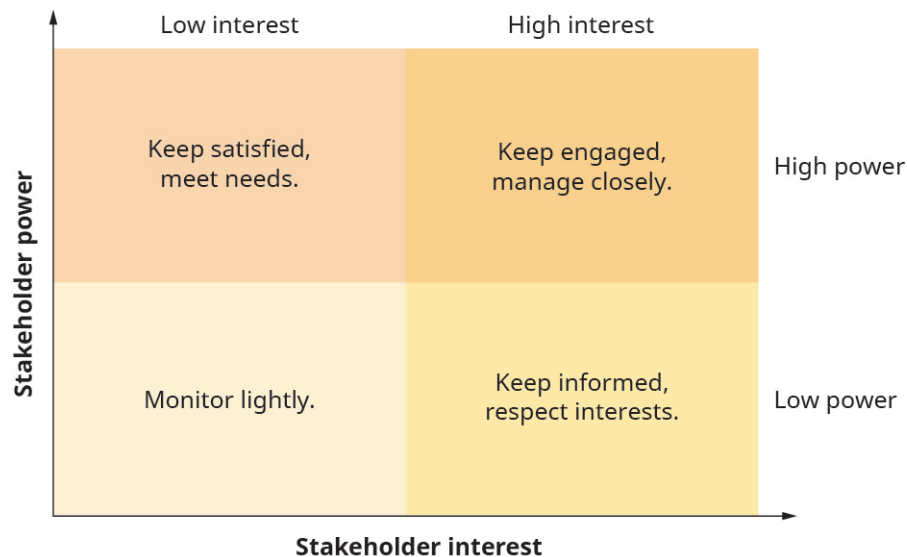 Low interest
High interest
Keep satisfied,
meet needs.
Keep engaged,
manage closely.
High power
Stakeholder power
Monitor lightly.
Keep informed,
respect interests.
Low power
Stakeholder interest